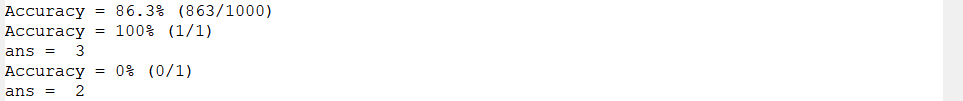 Accuracy = 86.3% (863/1000)
Accuracy = 100% (1/1)
ans =  3
Accuracy = 0% (0/1)
ans =  2